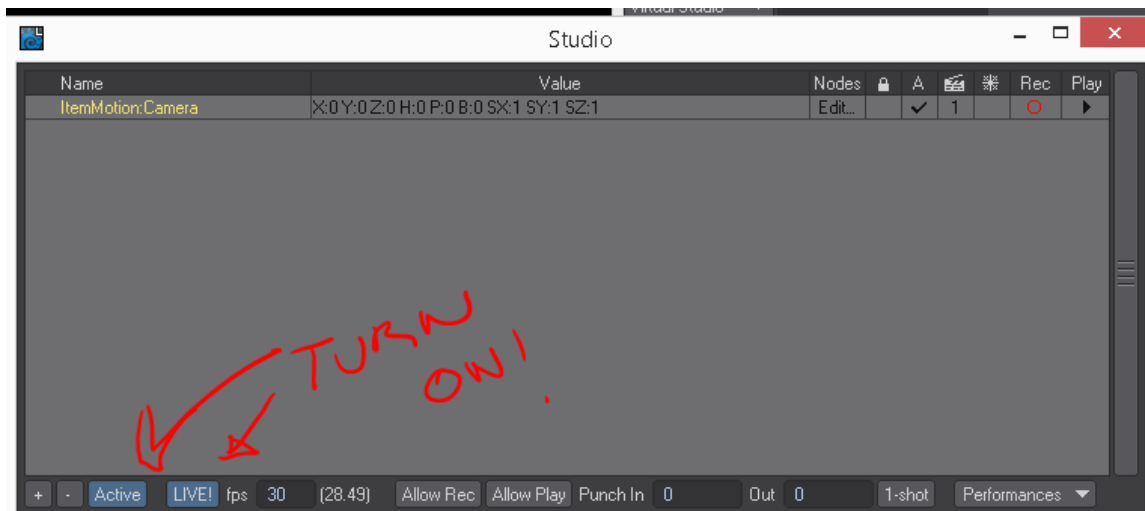 Virtual Studio
Studio
Name Value Nodes A Rec Play
ItemMotion:Camera X:0 Y:0 Z:0 H:0 P:0 B:0 SX:1 SY:1 SZ:1 Edit... 1
TURN
ON!
+ - Active LIVE! fps 30 (28.49) Allow Rec Allow Play Punch In 0 Out 0 1-shot Performances